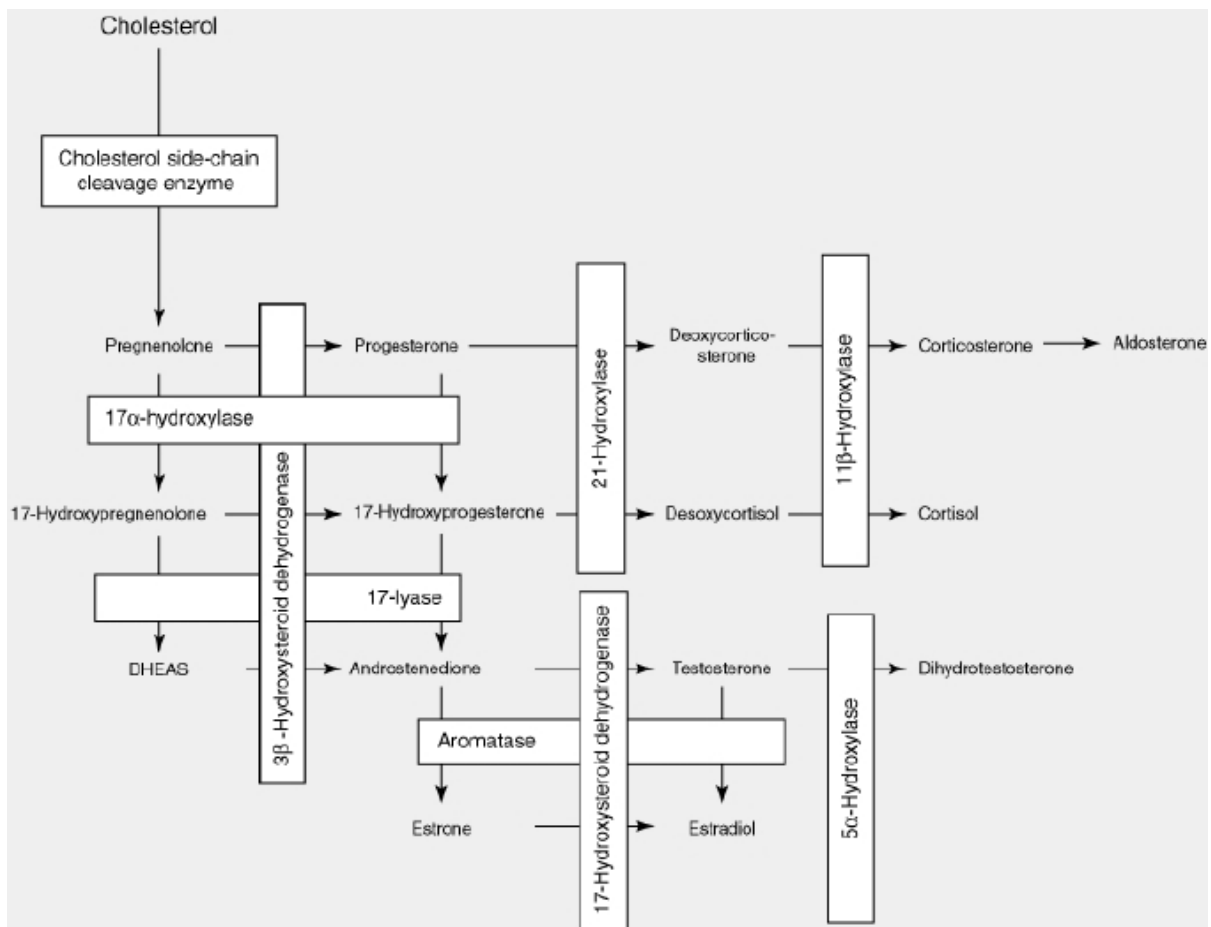 Cholesterol
Cholesterol side-chain
cleavage enzyme
Pregnenolone
Progesterone
Deoxycortico-
sterone
Corticosterone
Aldosterone
17α-hydroxylase
21-Hydroxylase
11β-Hydroxylase
3β-Hydroxysteroid dehydrogenase
17-Hydroxypregnenolone
17-Hydroxyprogesterone
Desoxycortisol
Cortisol
17-lyase
DHEAS
Androstenedione
Testosterone
Dihydrotestosterone
17-Hydroxysteroid dehydrogenase
5α-Hydroxylase
Aromatase
Estrone
Estradiol